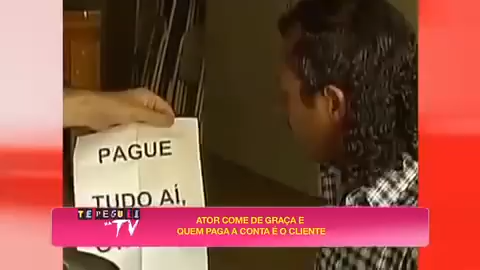 PAGUE
TUDO AÍ,
TE PEGUEI
NA
TV
ATOR COME DE GRAÇA E
QUEM PAGA A CONTA É O CLIENTE